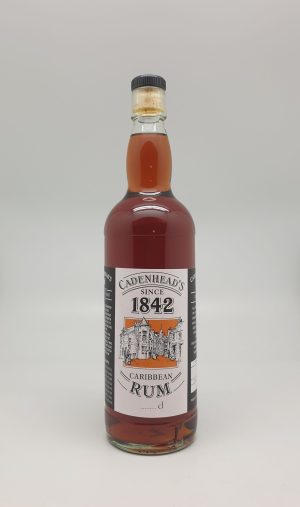 CADENHEAD'S
SINCE
1842
CARIBBEAN
RUM
........cl